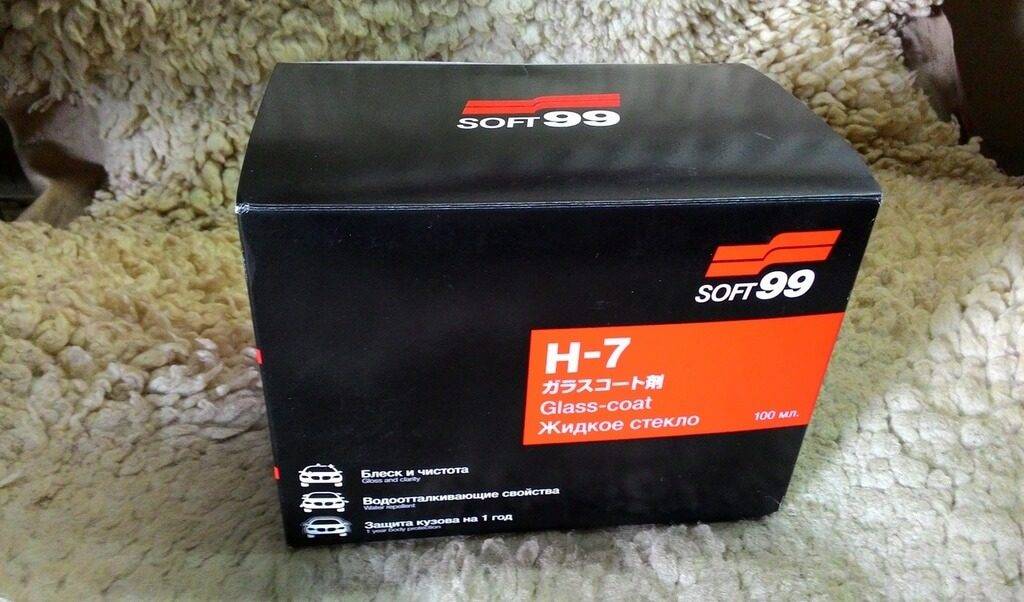 SOFT99
SOFT99
H-7
ガラスコート剤
Glass-coat
Жидкое стекло
100 мл.
Блеск и чистота
Gloss and clarity
Водоотталкивающие свойства
Water repellent
Защита кузова на 1 год
1 year body protection